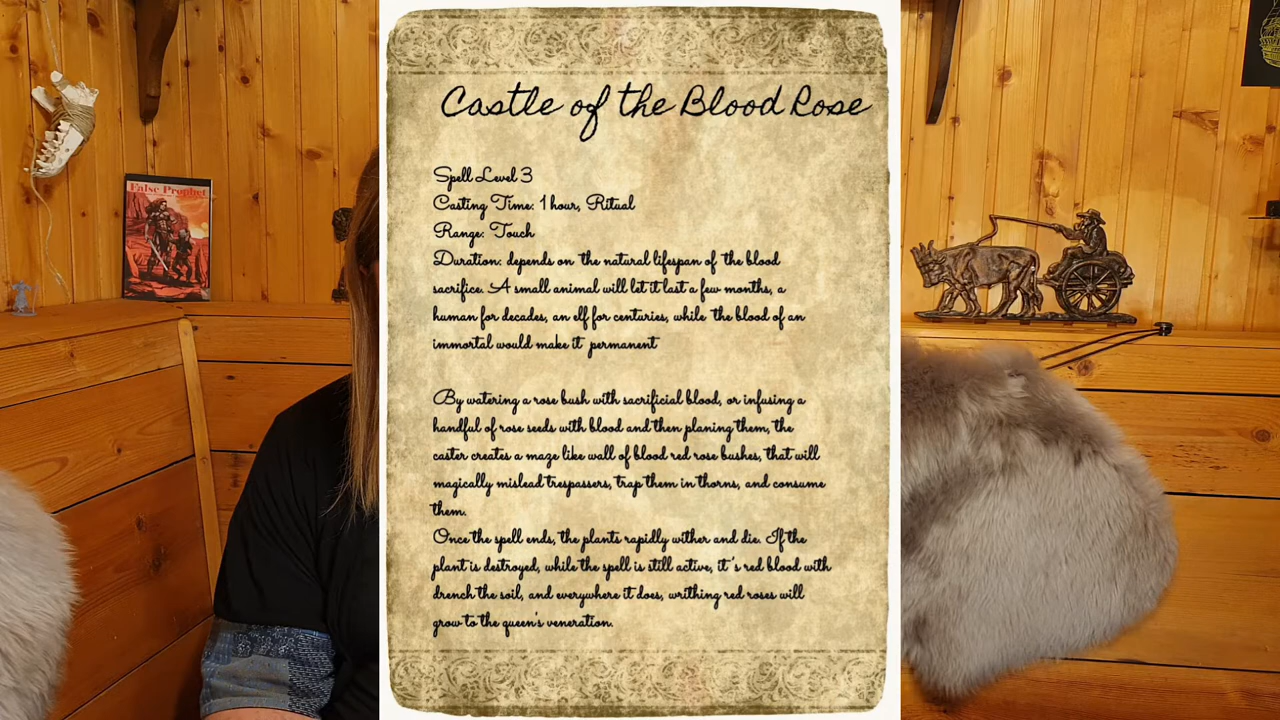 False Prophet
Castle of the Blood Rose
Spell Level 3
Casting Time: 1 hour, Ritual
Range: Touch
Duration: depends on the natural lifespan of the blood
sacrifice. A small animal will let it last a few months, a
human for decades, an elf for centuries, while the blood of an
immortal would make it permanent
By watering a rose bush with sacrificial blood, or infusing a
handful of rose seeds with blood and then planing them, the
caster creates a maze like wall of blood red rose bushes, that will
magically mislead trespassers, trap them in thorns, and consume
them.
Once the spell ends, the plants rapidly wither and die. If the
plant is destroyed, while the spell is still active, it's red blood with
drench the soil, and everywhere it does, writhing red roses will
grow to the queen's veneration.